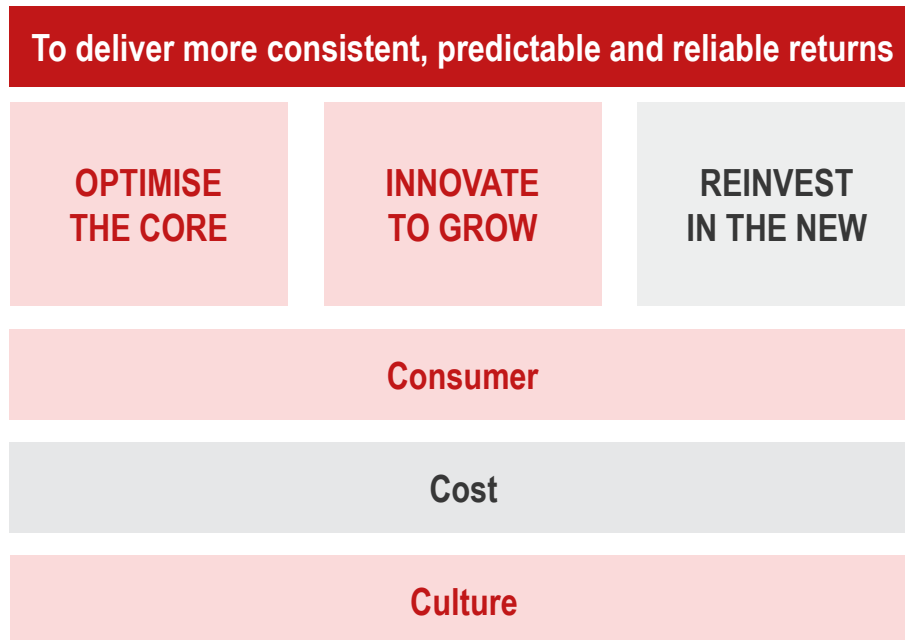 To deliver more consistent, predictable and reliable returns
OPTIMISE
THE CORE
INNOVATE
TO GROW
REINVEST
IN THE NEW
Consumer
Cost
Culture